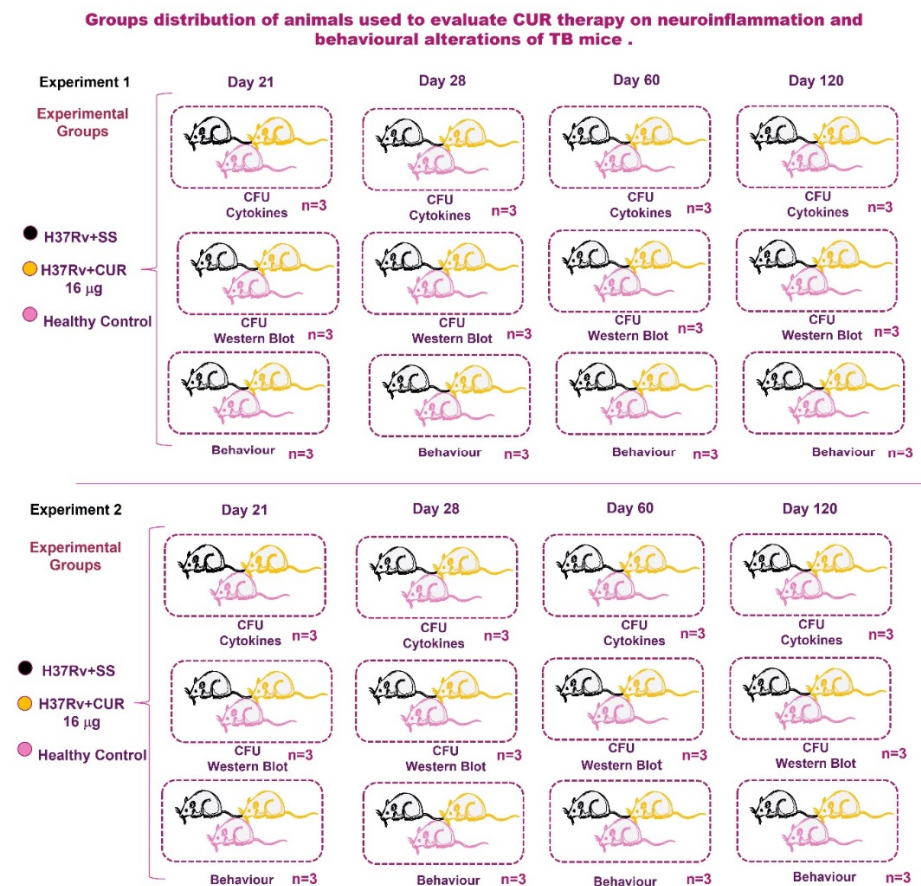 Groups distribution of animals used to evaluate CUR therapy on neuroinflammation and
behavioural alterations of TB mice .
Experiment 1
Day 21
Day 28
Day 60
Day 120
Experimental
Groups
H37Rv+SS
H37Rv+CUR
16 μg
Healthy Control
CFU
Cytokines n=3
CFU
Cytokines n=3
CFU
Cytokines n=3
CFU
Cytokines n=3
CFU
Western Blot n=3
CFU
Western Blot n=3
CFU
Western Blot n=3
CFU
Western Blot n=3
Behaviour n=3
Behaviour n=3
Behaviour n=3
Behaviour n=3
Experiment 2
Day 21
Day 28
Day 60
Day 120
Experimental
Groups
H37Rv+SS
H37Rv+CUR
16 μg
Healthy Control
CFU
Cytokines n=3
CFU
Cytokines n=3
CFU
Cytokines n=3
CFU
Cytokines n=3
CFU
Western Blot n=3
CFU
Western Blot n=3
CFU
Western Blot n=3
CFU
Western Blot n=3
Behaviour n=3
Behaviour n=3
Behaviour n=3
Behaviour n=3